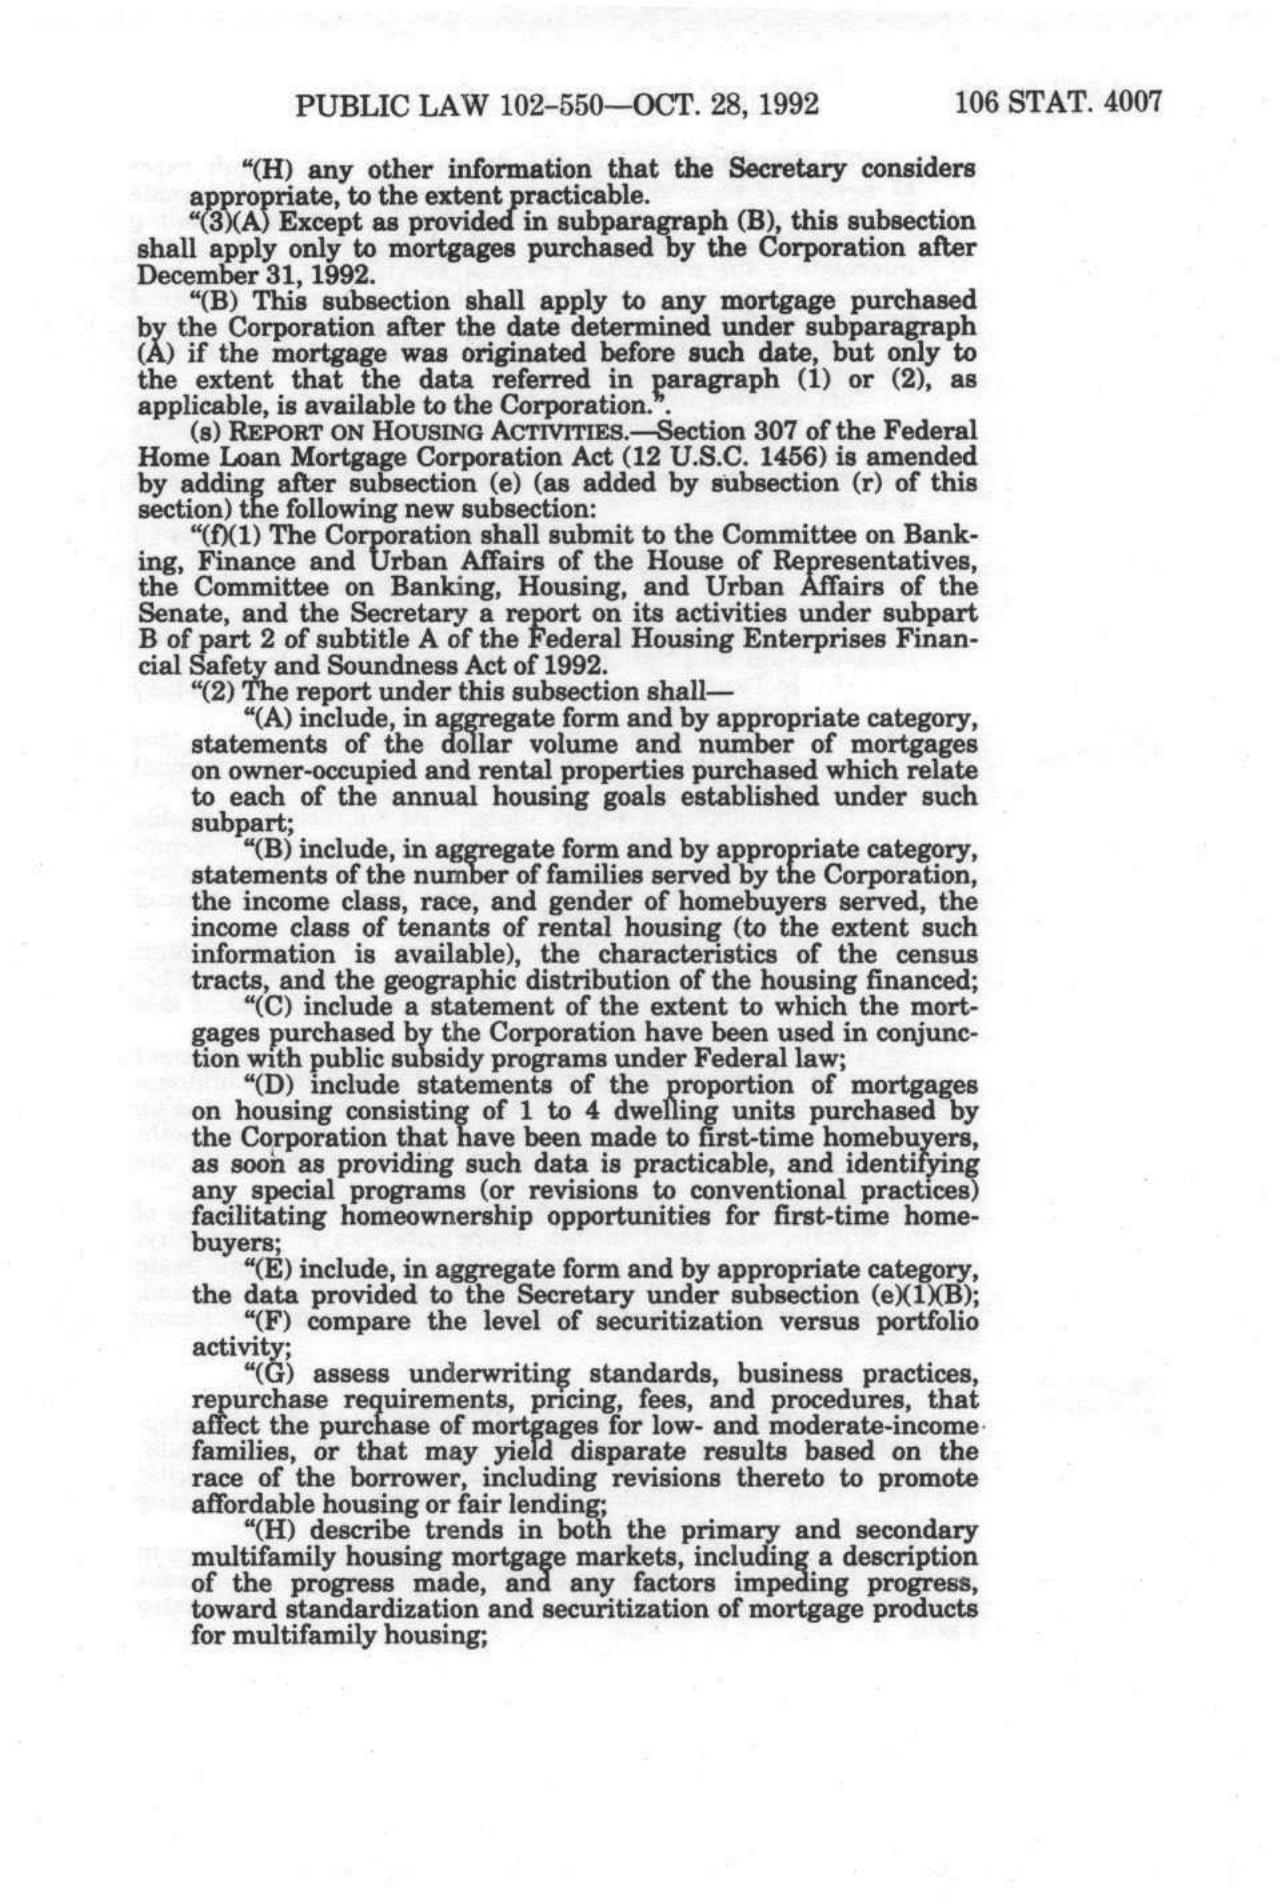 PUBLIC LAW 102–550—OCT. 28, 1992 106 STAT. 4007
“(H) any other information that the Secretary considers
appropriate, to the extent practicable.
“(3)(A) Except as provided in subparagraph (B), this subsection
shall apply only to mortgages purchased by the Corporation after
December 31, 1992.
“(B) This subsection shall apply to any mortgage purchased
by the Corporation after the date determined under subparagraph
(A) if the mortgage was originated before such date, but only to
the extent that the data referred in paragraph (1) or (2), as
applicable, is available to the Corporation.”.
(s) REPORT ON HOUSING ACTIVITIES.—Section 307 of the Federal
Home Loan Mortgage Corporation Act (12 U.S.C. 1456) is amended
by adding after subsection (e) (as added by subsection (r) of this
section) the following new subsection:
“(f)(1) The Corporation shall submit to the Committee on Bank-
ing, Finance and Urban Affairs of the House of Representatives,
the Committee on Banking, Housing, and Urban Affairs of the
Senate, and the Secretary a report on its activities under subpart
B of part 2 of subtitle A of the Federal Housing Enterprises Finan-
cial Safety and Soundness Act of 1992.
“(2) The report under this subsection shall—
“(A) include, in aggregate form and by appropriate category,
statements of the dollar volume and number of mortgages
on owner-occupied and rental properties purchased which relate
to each of the annual housing goals established under such
subpart;
“(B) include, in aggregate form and by appropriate category,
statements of the number of families served by the Corporation,
the income class, race, and gender of homebuyers served, the
income class of tenants of rental housing (to the extent such
information is available), the characteristics of the census
tracts, and the geographic distribution of the housing financed;
“(C) include a statement of the extent to which the mort-
gages purchased by the Corporation have been used in conjunc-
tion with public subsidy programs under Federal law;
“(D) include statements of the proportion of mortgages
on housing consisting of 1 to 4 dwelling units purchased by
the Corporation that have been made to first-time homebuyers,
as soon as providing such data is practicable, and identifying
any special programs (or revisions to conventional practices)
facilitating homeownership opportunities for first-time home-
buyers;
“(E) include, in aggregate form and by appropriate category,
the data provided to the Secretary under subsection (e)(1)(B);
“(F) compare the level of securitization versus portfolio
activity;
“(G) assess underwriting standards, business practices,
repurchase requirements, pricing, fees, and procedures, that
affect the purchase of mortgages for low- and moderate-income
families, or that may yield disparate results based on the
race of the borrower, including revisions thereto to promote
affordable housing or fair lending;
“(H) describe trends in both the primary and secondary
multifamily housing mortgage markets, including a description
of the progress made, and any factors impeding progress,
toward standardization and securitization of mortgage products
for multifamily housing;